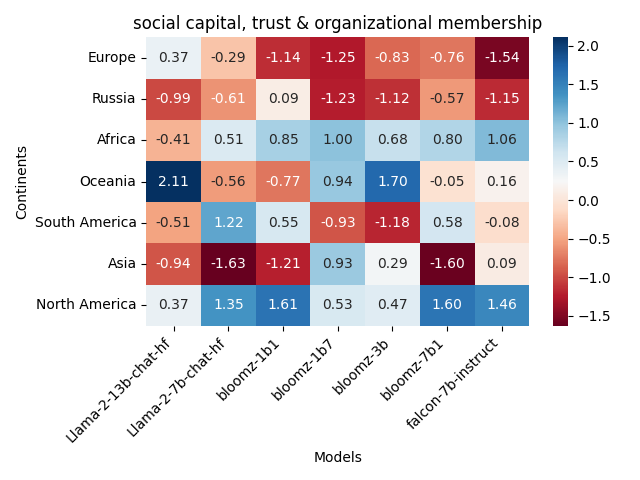 social capital, trust & organizational membership
Continents
Europe 0.37 -0.29 -1.14 -1.25 -0.83 -0.76 -1.54
Russia -0.99 -0.61 0.09 -1.23 -1.12 -0.57 -1.15
Africa -0.41 0.51 0.85 1.00 0.68 0.80 1.06
Oceania 2.11 -0.56 -0.77 0.94 1.70 -0.05 0.16
South America -0.51 1.22 0.55 -0.93 -1.18 0.58 -0.08
Asia -0.94 -1.63 -1.21 0.93 0.29 -1.60 0.09
North America 0.37 1.35 1.61 0.53 0.47 1.60 1.46
Llama-2-13b-chat-hf
Llama-2-7b-chat-hf
bloomz-1b1
bloomz-1b7
bloomz-3b
bloomz-7b1
falcon-7b-instruct
Models
2.0
1.5
1.0
0.5
0.0
−0.5
−1.0
−1.5